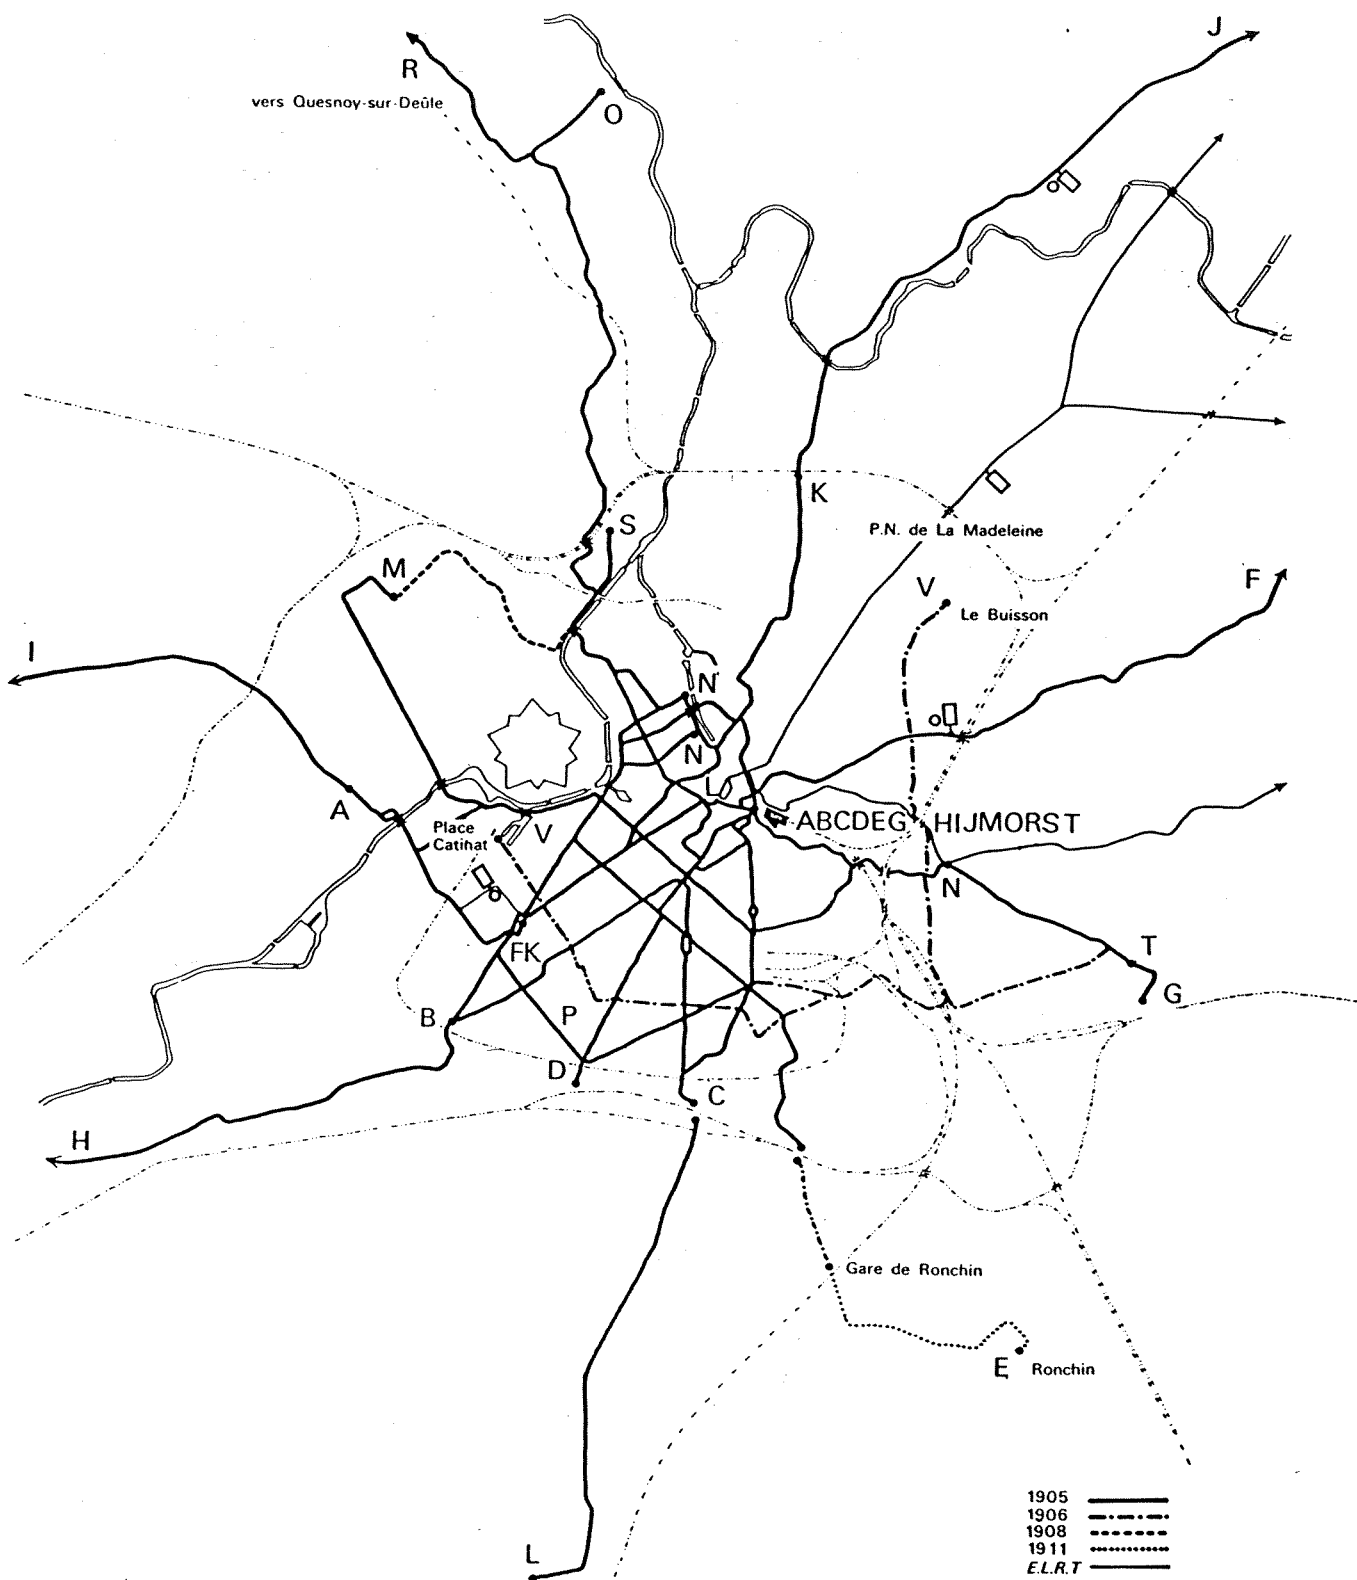 J
R
vers Quesnoy-sur-Deûle
O
K
S
P.N. de La Madeleine
M
V
F
Le Buisson
I
N
N
L
A
Place
Catihat
V
ABCDEG
HIJMORST
N
FK
T
G
B
P
D
C
H
Gare de Ronchin
E
Ronchin
1905
1906
1908
1911
E.L.R.T
L